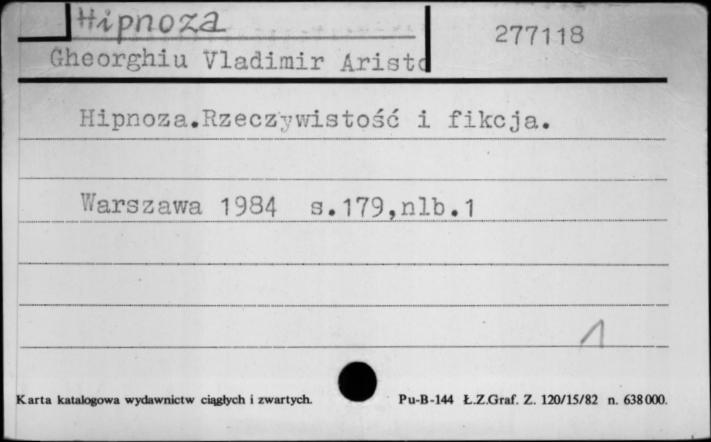 Hipnoza
277118
Gheorghiu Vladimir Aristo
Hipnoza.Rzeczywistość i fikcja.
Warszawa 1984 s.179,nlb.1
1
Karta katalogowa wydawnictw ciągłych i zwartych.
Pu-B-144 Ł.Z.Graf. Z. 120/15/82 n. 638000.